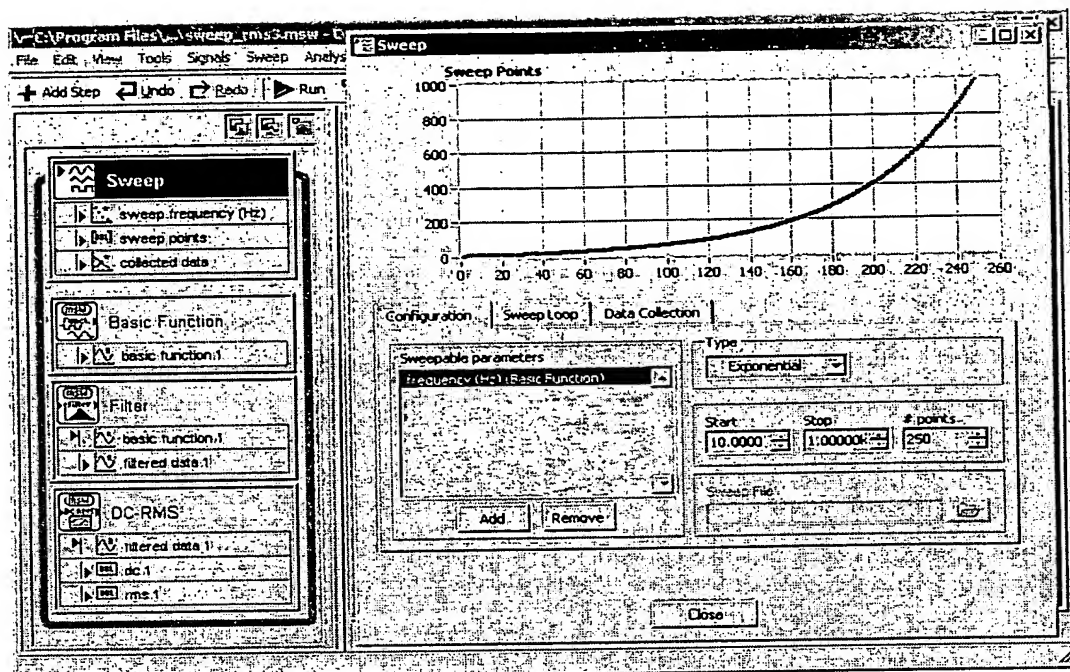 C:\Program Files\...\sweep_rms3.msw -
File Edit View Tools Signals Sweep Analys
Add Step Undo Redo Run
Sweep
sweep frequency (Hz)
sweep points
collected data
Basic Function
basic function 1
Filter
basic function 1
filtered data 1
DC-RMS
filtered data 1
dc 1
rms 1
Sweep
Sweep Points
1000
800
600
400
200
0
0 20 40 60 80 100 120 140 160 180 200 220 240 260
Configuration Sweep Loop Data Collection
Sweepable parameters
frequency (Hz) (Basic Function)
Add Remove
Type
Exponential
Start Stop # points
10.0000 1.00000k 250
Sweep File
Close